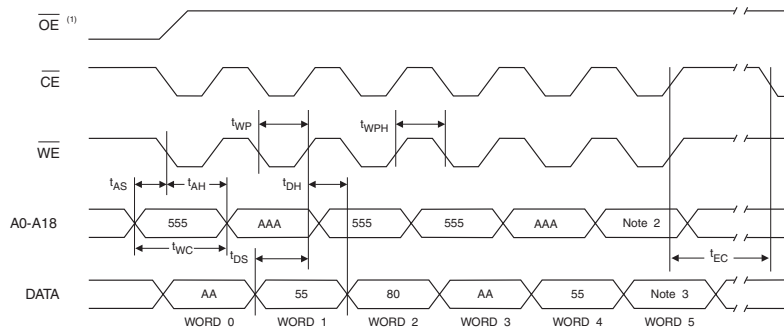 OE (1)
CE
tWP
tWPH
WE
tAS
tAH
tDH
A0-A18
555
AAA
555
555
AAA
Note 2
tWC
tDS
tEC
DATA
AA
55
80
AA
55
Note 3
WORD 0
WORD 1
WORD 2
WORD 3
WORD 4
WORD 5